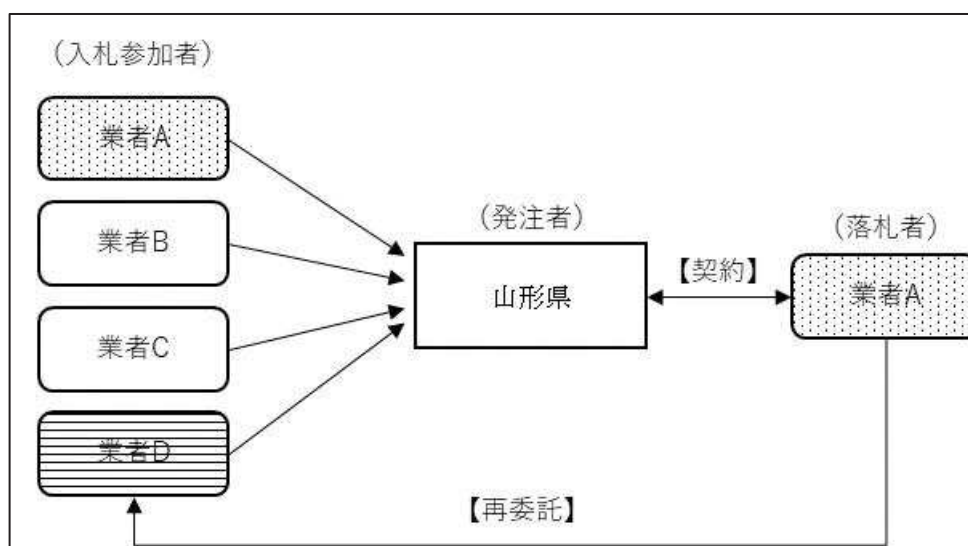 (入札参加者)
業者A
業者B
業者C
業者D
(発注者)
山形県
【契約】
(落札者)
業者A
【再委託】